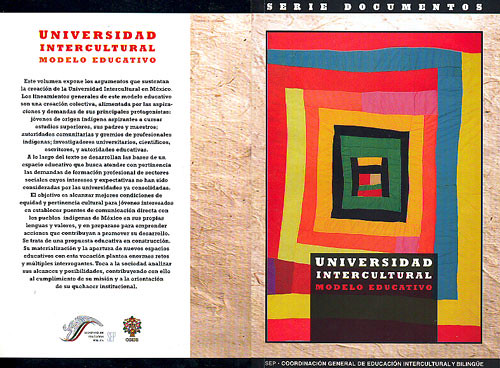 UNIVERSIDAD
INTERCULTURAL
MODELO EDUCATIVO
Este volumen expone los argumentos que sustentan
la creación de la Universidad Intercultural en México.
Los lineamientos generales de este modelo educativo
son una creación colectiva, alimentada por las aspira-
ciones y demandas de sus principales protagonistas:
jóvenes de origen indígena aspirantes a cursar
estudios superiores, sus padres y maestros;
autoridades comunitarias y gremios de profesionales
indígenas; investigadores universitarios, científicos,
escritores, y autoridades educativas.
A lo largo del texto se desarrollan las bases de un
espacio educativo que busca atender con pertinencia
las demandas de formación profesional de sectores
sociales cuyos intereses y expectativas no han sido
consideradas por las universidades ya consolidadas.
El objetivo es alcanzar mejores condiciones de
equidad y pertinencia cultural para jóvenes interesados
en establecer puentes de comunicación directa con
los pueblos indígenas de México en sus propias
lenguas y valores, y en prepararse para emprender
acciones que contribuyan a promover su desarrollo.
Se trata de una propuesta educativa en construcción.
Su materialización y la apertura de nuevos espacios
educativos con esta vocación plantea enormes retos
y múltiples interrogantes. Toca a la sociedad analizar
sus alcances y posibilidades, contribuyendo con ello
al cumplimiento de su misión y a la orientación
de su quehacer institucional.
SEP
CGEIB
SERIE DOCUMENTOS
UNIVERSIDAD
INTERCULTURAL
MODELO EDUCATIVO
SEP - COORDINACIÓN GENERAL DE EDUCACIÓN INTERCULTURAL Y BILINGÜE